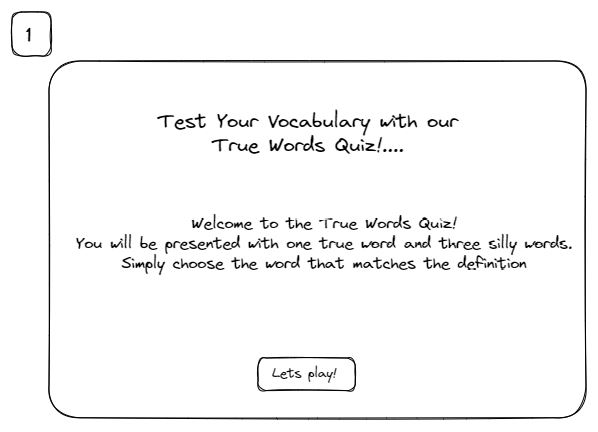 1
Test Your Vocabulary with our
True Words Quiz!....
Welcome to the True Words Quiz!
You will be presented with one true word and three silly words.
Simply choose the word that matches the definition
Lets play!